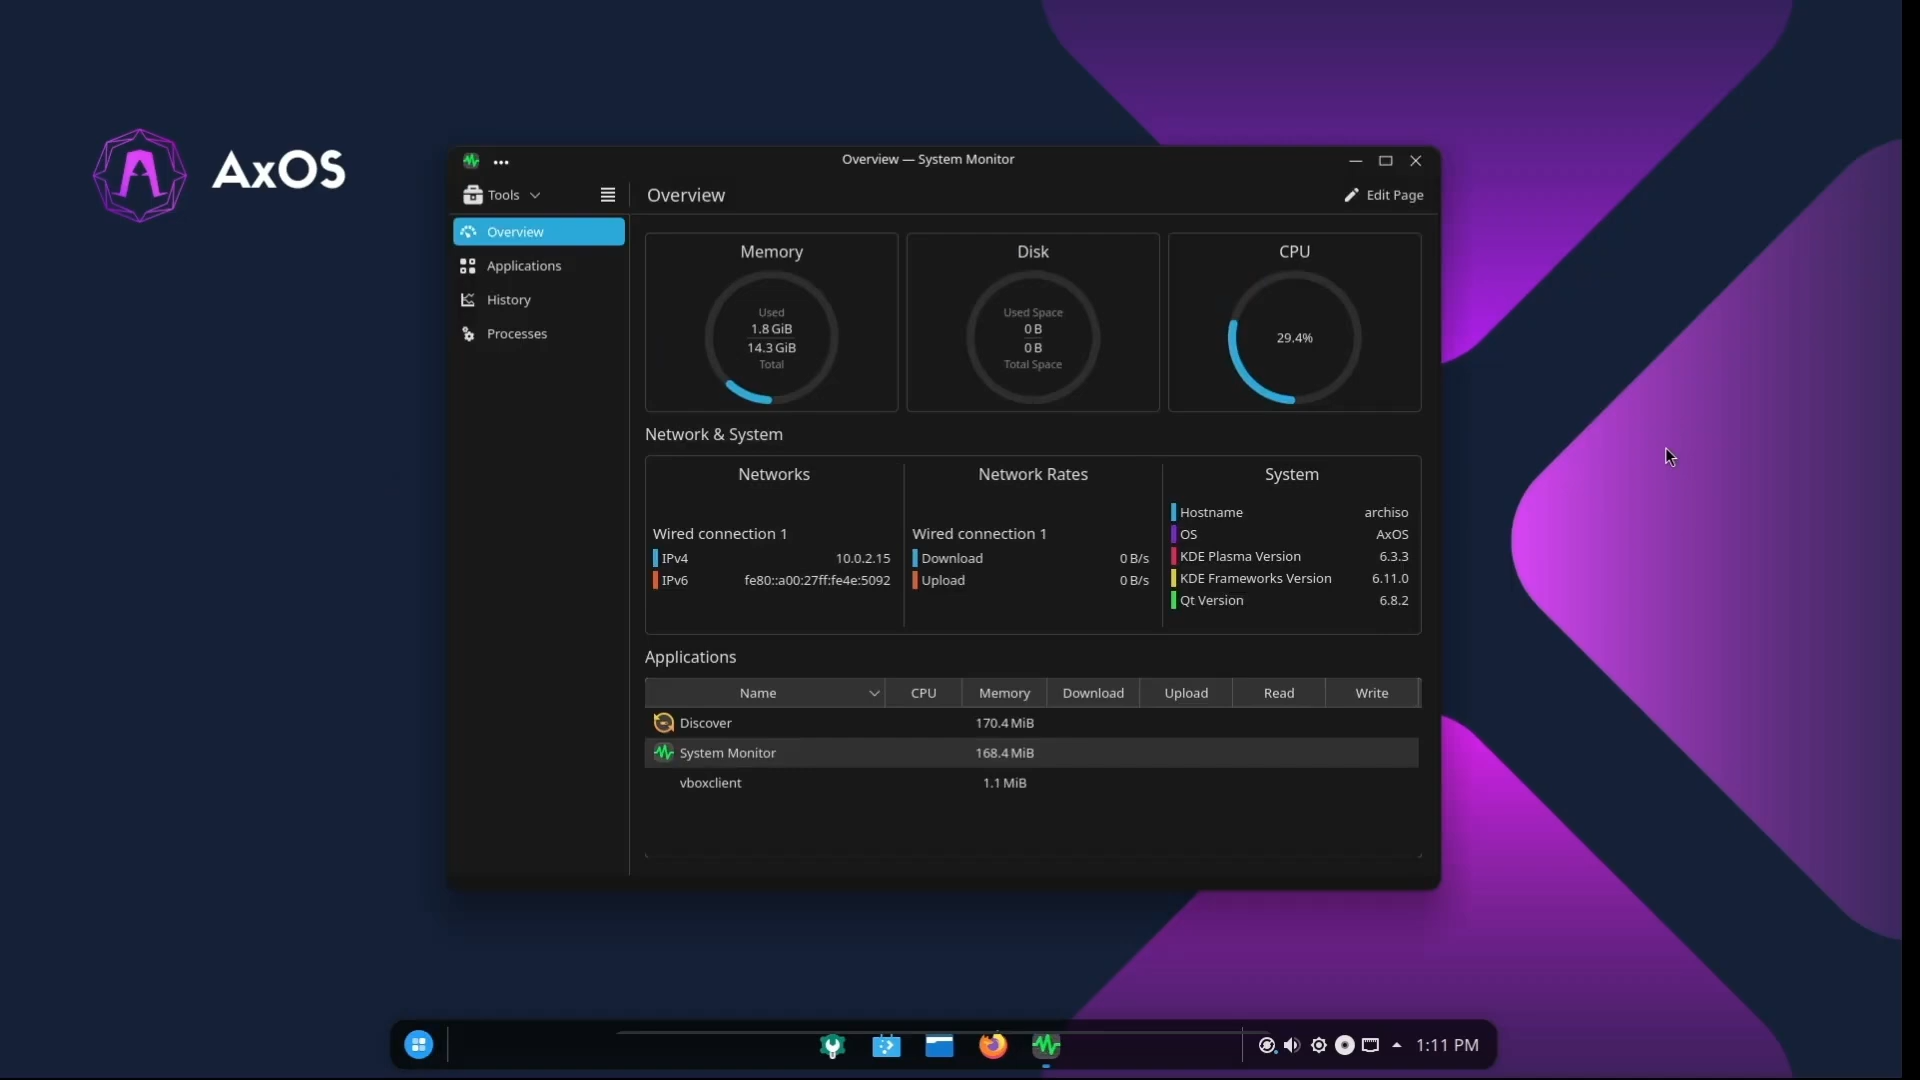 AxOS
Overview — System Monitor
Tools
Overview
Edit Page
Overview
Applications
History
Processes
Memory
Used
1.8 GiB
14.3 GiB
Total
Disk
Used Space
0 B
0 B
Total Space
CPU
29.4%
Network & System
Networks
Wired connection 1
IPv4 10.0.2.15
IPv6 fe80::a00:27ff:fe4e:5092
Network Rates
Wired connection 1
Download 0 B/s
Upload 0 B/s
System
Hostname archiso
OS AxOS
KDE Plasma Version 6.3.3
KDE Frameworks Version 6.11.0
Qt Version 6.8.2
Applications
Name CPU Memory Download Upload Read Write
Discover 170.4 MiB
System Monitor 168.4 MiB
vboxclient 1.1 MiB
1:11 PM